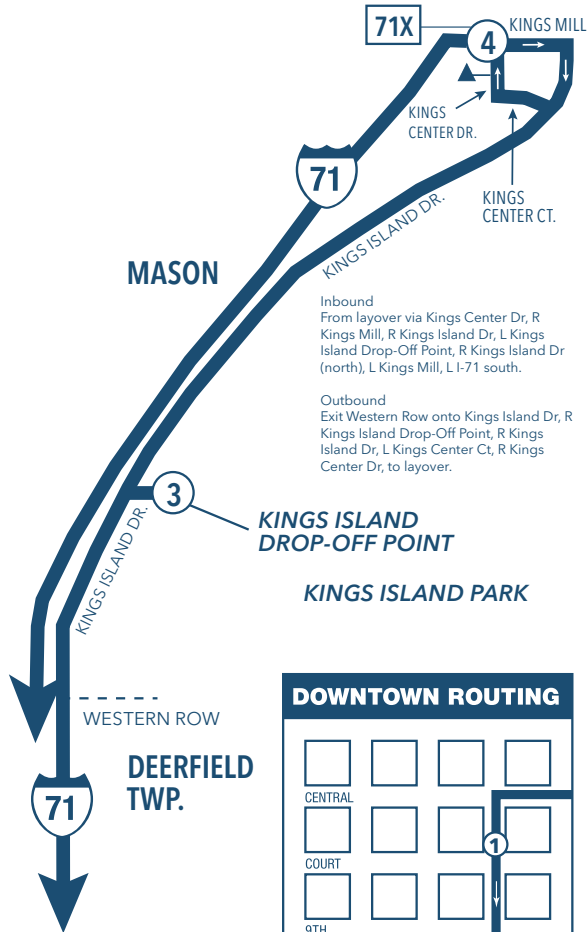 71X
4
KINGS MILL
KINGS
CENTER DR.
71
KINGS
CENTER CT.
KINGS ISLAND DR.
MASON
Inbound
From layover via Kings Center Dr, R
Kings Mill, R Kings Island Dr, L Kings
Island Drop-Off Point, R Kings Island Dr
(north), L Kings Mill, L I-71 south.
Outbound
Exit Western Row onto Kings Island Dr, R
Kings Island Drop-Off Point, R Kings
Island Dr, L Kings Center Ct, R Kings
Center Dr, to layover.
3
KINGS ISLAND
DROP-OFF POINT
KINGS ISLAND DR.
KINGS ISLAND PARK
WESTERN ROW
DEERFIELD
TWP.
71
DOWNTOWN ROUTING
CENTRAL
1
COURT
9TH